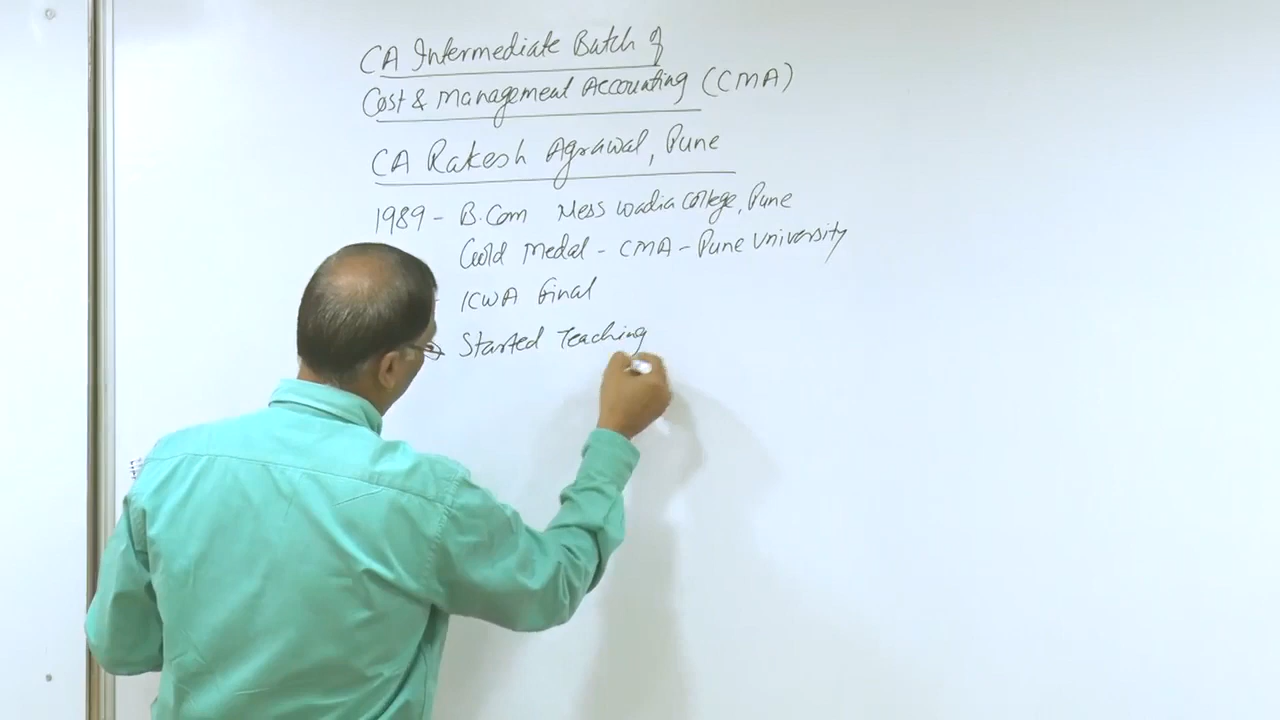 CA Intermediate Batch of
Cost & Management Accounting (CMA)
CA Rakesh Agrawal, Pune
1989 - B.Com Ness Wadia College, Pune
Gold Medal - CMA - Pune University
ICWA Final
Started Teaching